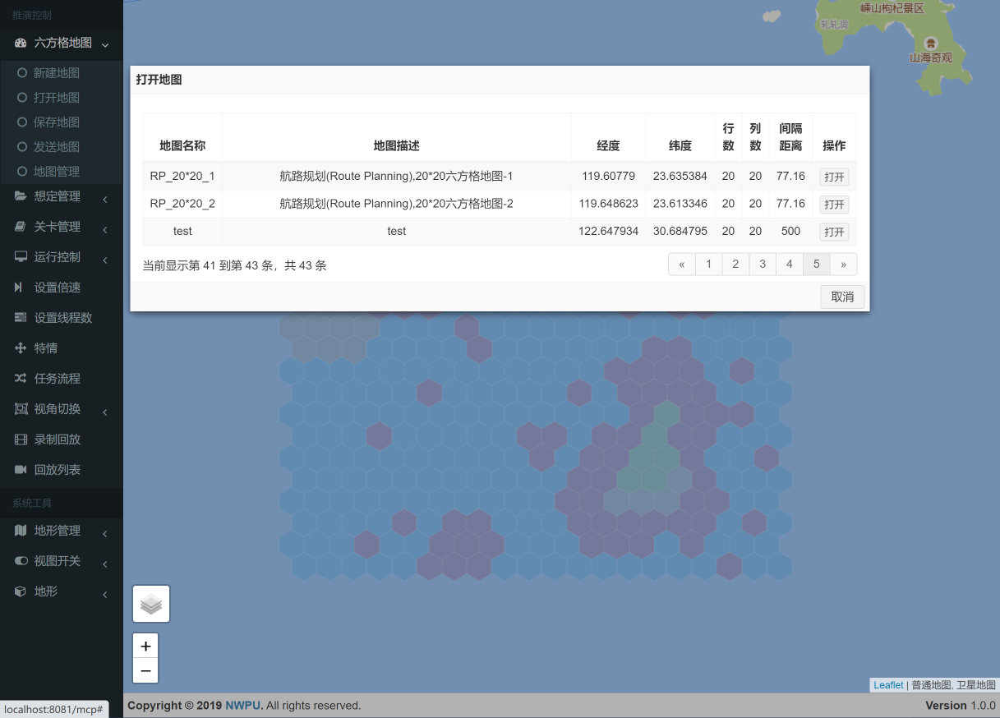 推演控制
六方格地图
新建地图
打开地图
保存地图
发送地图
地图管理
想定管理
关卡管理
运行控制
设置倍速
设置线程数
特情
任务流程
视角切换
录制回放
回放列表
系统工具
地形管理
视图开关
地形
localhost:8081/mcp#
嵊山枸杞景区
轧轧洞
山海奇观
打开地图
地图名称 地图描述 经度 纬度 行数 列数 间隔距离 操作
RP_20*20_1 航路规划(Route Planning),20*20六方格地图-1 119.60779 23.635384 20 20 77.16 打开
RP_20*20_2 航路规划(Route Planning),20*20六方格地图-2 119.648623 23.613346 20 20 77.16 打开
test test 122.647934 30.684795 20 20 500 打开
当前显示第 41 到第 43 条，共 43 条
« 1 2 3 4 5 »
取消
+
−
Leaflet | 普通地图, 卫星地图
Copyright © 2019 NWPU. All rights reserved.
Version 1.0.0